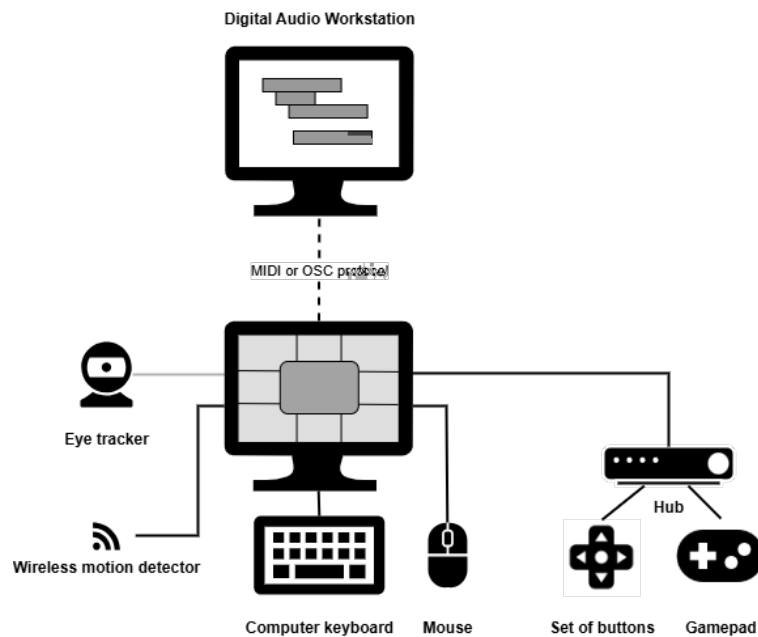 Digital Audio Workstation
MIDI or OSC protocol
Eye tracker
Hub
Wireless motion detector
Computer keyboard
Mouse
Set of buttons
Gamepad